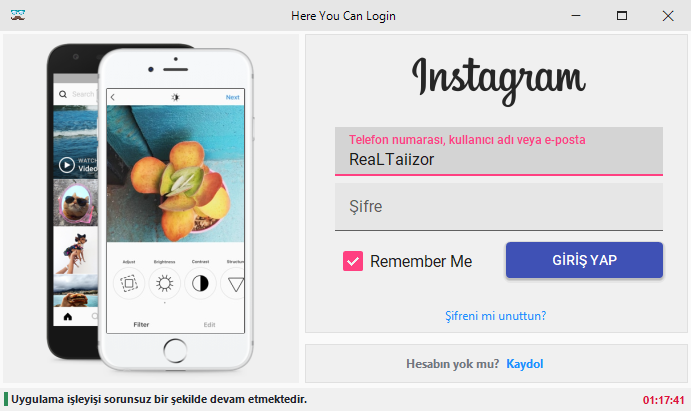 Here You Can Login
Search
WATCH
Video
Next
Adjust
Brightness
Contrast
Structure
Filter
Edit
Instagram
Telefon numarası, kullanıcı adı veya e-posta
ReaLTaiizor
Şifre
Remember Me
GİRİŞ YAP
Şifreni mi unuttun?
Hesabın yok mu? Kaydol
Uygulama işleyişi sorunsuz bir şekilde devam etmektedir.
01:17:41